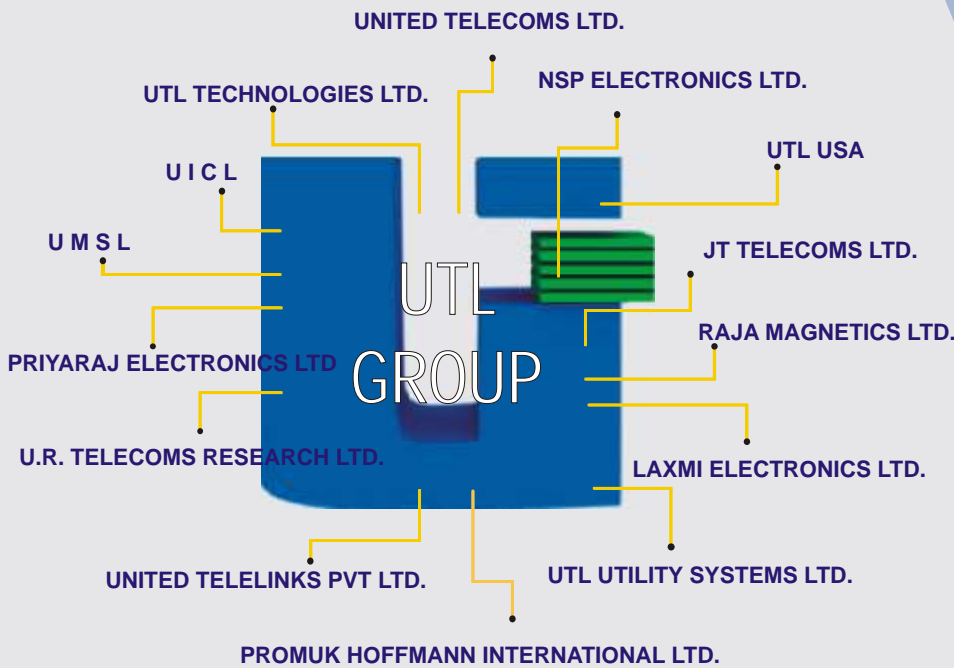 UNITED TELECOMS LTD.
NSP ELECTRONICS LTD.
UTL TECHNOLOGIES LTD.
UTL USA
U I C L
U M S L
JT TELECOMS LTD.
UTL
GROUP
RAJA MAGNETICS LTD.
PRIYARAJ ELECTRONICS LTD
U.R. TELECOMS RESEARCH LTD.
LAXMI ELECTRONICS LTD.
UNITED TELELINKS PVT LTD.
UTL UTILITY SYSTEMS LTD.
PROMUK HOFFMANN INTERNATIONAL LTD.